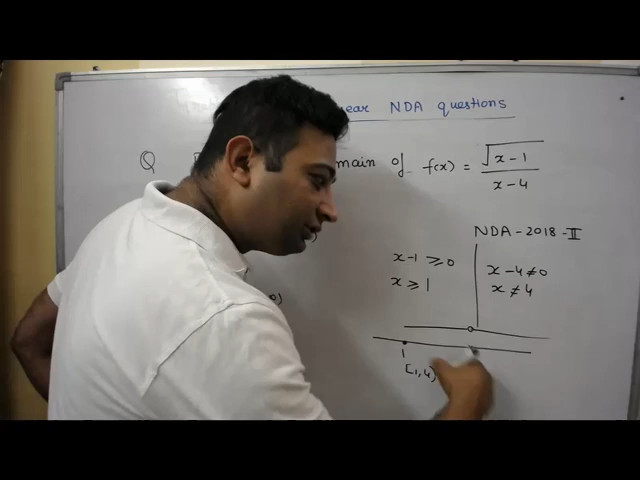 NDA questions
Q main of f(x) = √(x-1) / (x-4)
NDA-2018-II
x-1 ≥ 0
x ≥ 1
x-4 ≠ 0
x ≠ 4
1
[1,4)